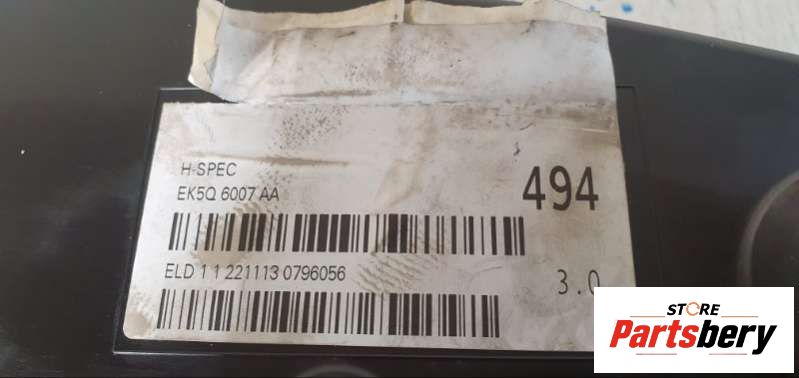 H-SPEC
EK5Q 6007 AA
494
ELD 1 1 221113 0796056
3.0
STORE
Partsbery